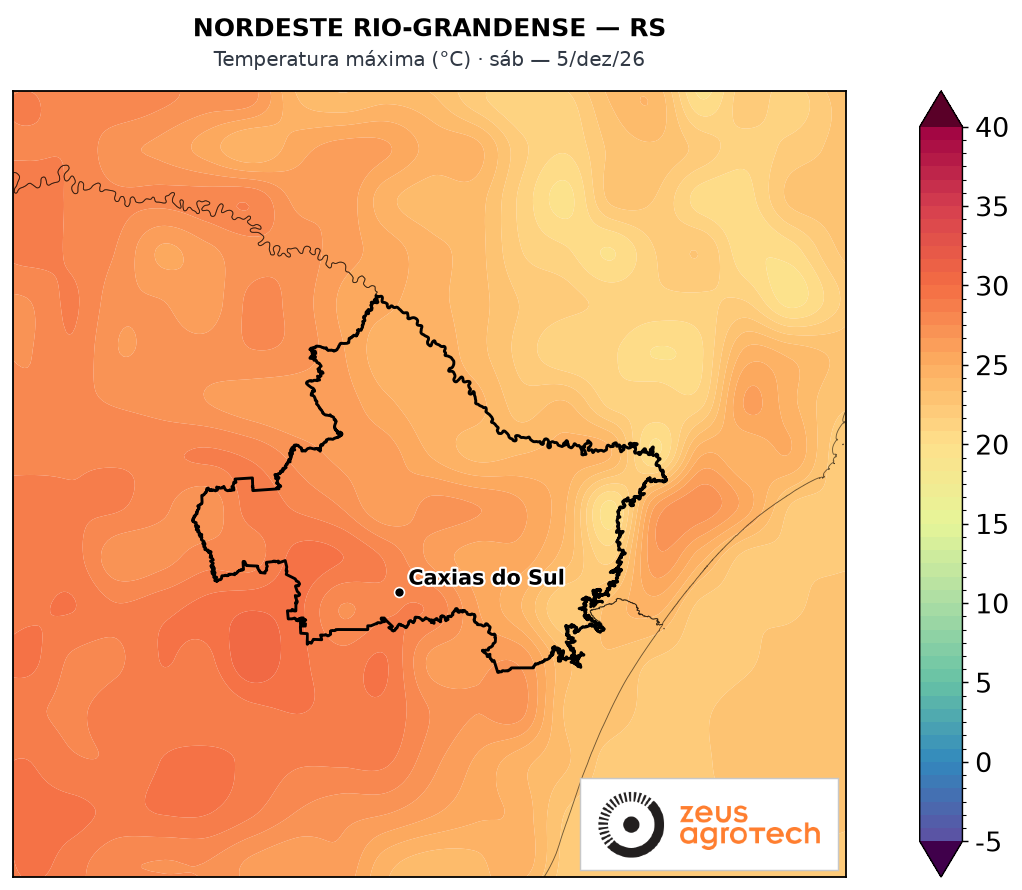 NORDESTE RIO-GRANDENSE — RS
Temperatura máxima (°C) · sáb — 5/dez/26
40
35
30
25
20
15
10
5
0
-5
Caxias do Sul
zeus
agrotech